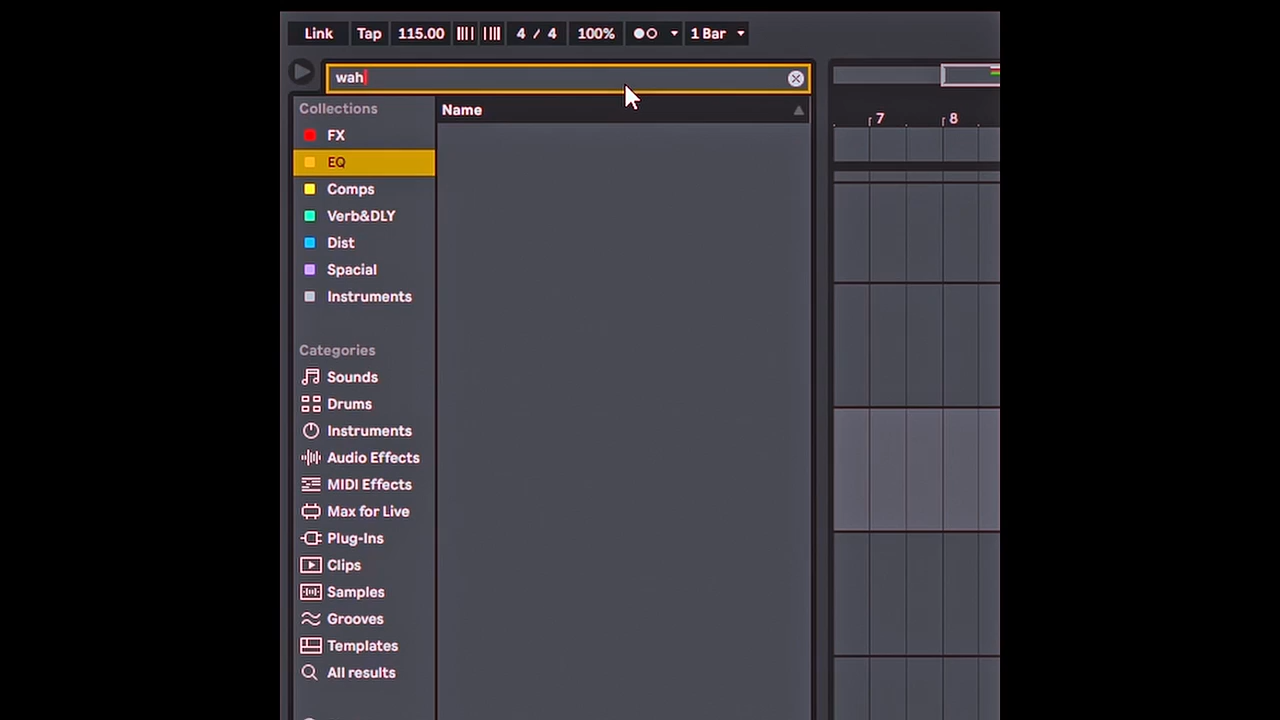 Link Tap 115.00 4 / 4 100% 1 Bar
wah
Collections Name
7 8
FX
EQ
Comps
Verb&DLY
Dist
Spacial
Instruments
Categories
Sounds
Drums
Instruments
Audio Effects
MIDI Effects
Max for Live
Plug-Ins
Clips
Samples
Grooves
Templates
All results